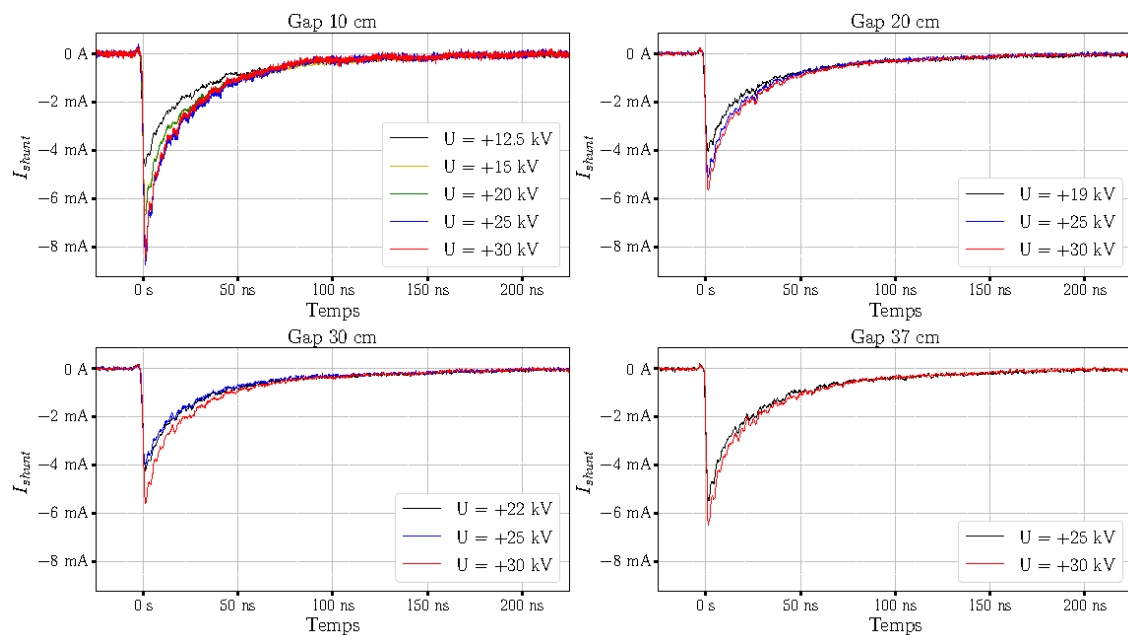 Gap 10 cm
0 A
−2 mA
−4 mA
−6 mA
−8 mA
I_shunt
U = +12.5 kV
U = +15 kV
U = +20 kV
U = +25 kV
U = +30 kV
0 s 50 ns 100 ns 150 ns 200 ns
Temps
Gap 20 cm
0 A
−2 mA
−4 mA
−6 mA
−8 mA
I_shunt
U = +19 kV
U = +25 kV
U = +30 kV
0 s 50 ns 100 ns 150 ns 200 ns
Temps
Gap 30 cm
0 A
−2 mA
−4 mA
−6 mA
−8 mA
I_shunt
U = +22 kV
U = +25 kV
U = +30 kV
0 s 50 ns 100 ns 150 ns 200 ns
Temps
Gap 37 cm
0 A
−2 mA
−4 mA
−6 mA
−8 mA
I_shunt
U = +25 kV
U = +30 kV
0 s 50 ns 100 ns 150 ns 200 ns
Temps